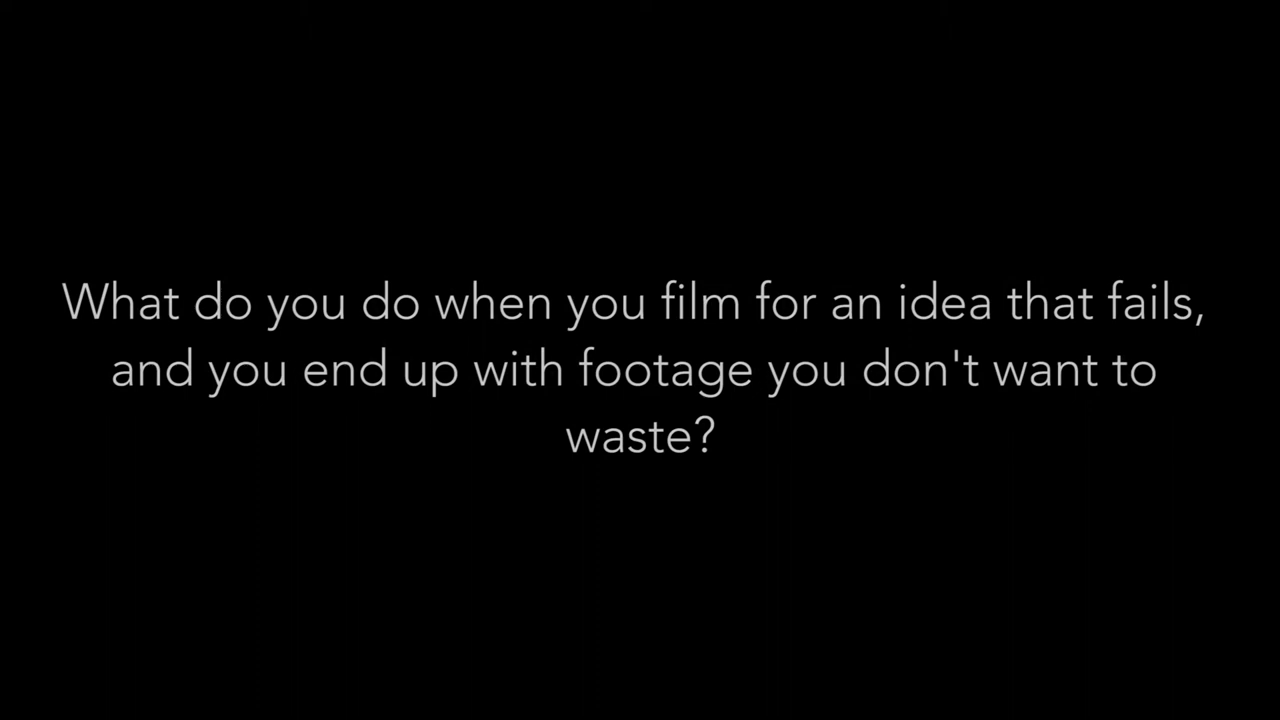 What do you do when you film for an idea that fails,
and you end up with footage you don't want to
waste?